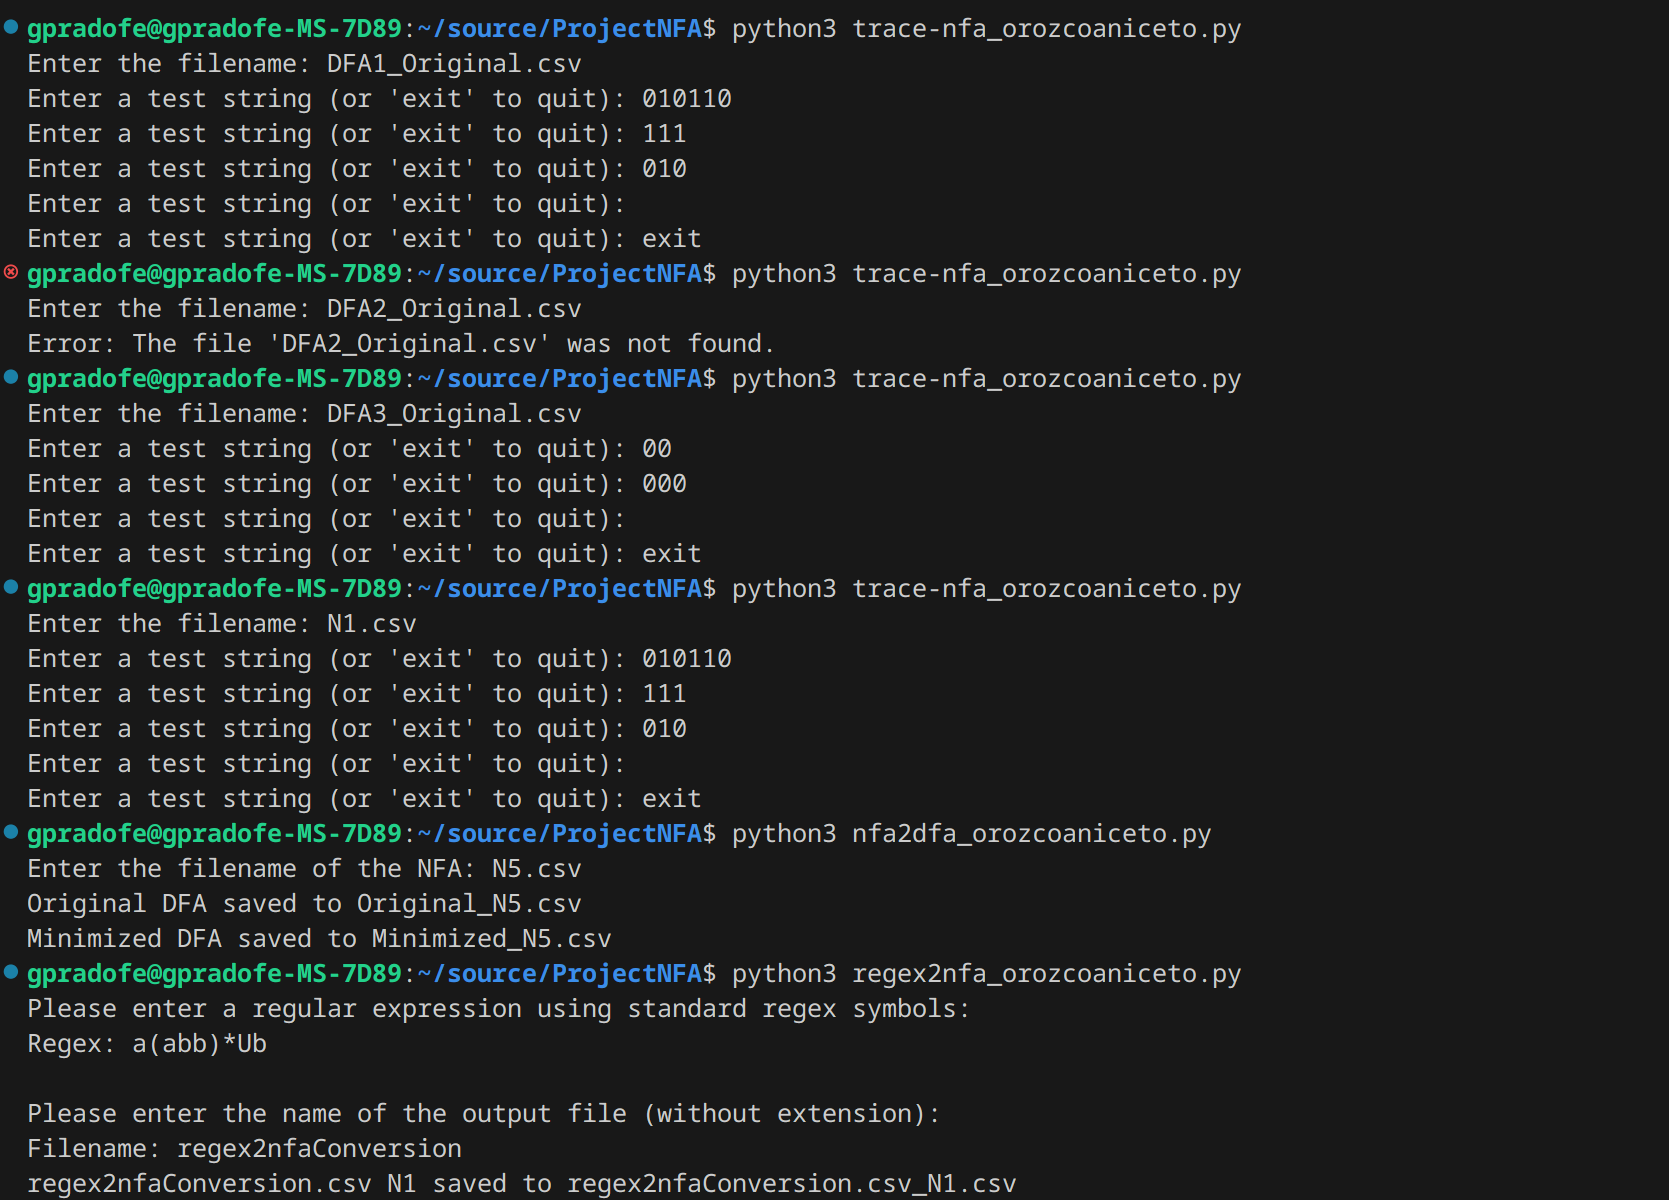 gpradofe@gpradofe-MS-7D89:~/source/ProjectNFA$ python3 trace-nfa_orozcoaniceto.py
Enter the filename: DFA1_Original.csv
Enter a test string (or 'exit' to quit): 010110
Enter a test string (or 'exit' to quit): 111
Enter a test string (or 'exit' to quit): 010
Enter a test string (or 'exit' to quit):
Enter a test string (or 'exit' to quit): exit
gpradofe@gpradofe-MS-7D89:~/source/ProjectNFA$ python3 trace-nfa_orozcoaniceto.py
Enter the filename: DFA2_Original.csv
Error: The file 'DFA2_Original.csv' was not found.
gpradofe@gpradofe-MS-7D89:~/source/ProjectNFA$ python3 trace-nfa_orozcoaniceto.py
Enter the filename: DFA3_Original.csv
Enter a test string (or 'exit' to quit): 00
Enter a test string (or 'exit' to quit): 000
Enter a test string (or 'exit' to quit):
Enter a test string (or 'exit' to quit): exit
gpradofe@gpradofe-MS-7D89:~/source/ProjectNFA$ python3 trace-nfa_orozcoaniceto.py
Enter the filename: N1.csv
Enter a test string (or 'exit' to quit): 010110
Enter a test string (or 'exit' to quit): 111
Enter a test string (or 'exit' to quit): 010
Enter a test string (or 'exit' to quit):
Enter a test string (or 'exit' to quit): exit
gpradofe@gpradofe-MS-7D89:~/source/ProjectNFA$ python3 nfa2dfa_orozcoaniceto.py
Enter the filename of the NFA: N5.csv
Original DFA saved to Original_N5.csv
Minimized DFA saved to Minimized_N5.csv
gpradofe@gpradofe-MS-7D89:~/source/ProjectNFA$ python3 regex2nfa_orozcoaniceto.py
Please enter a regular expression using standard regex symbols:
Regex: a(abb)*Ub
Please enter the name of the output file (without extension):
Filename: regex2nfaConversion
regex2nfaConversion.csv N1 saved to regex2nfaConversion.csv_N1.csv